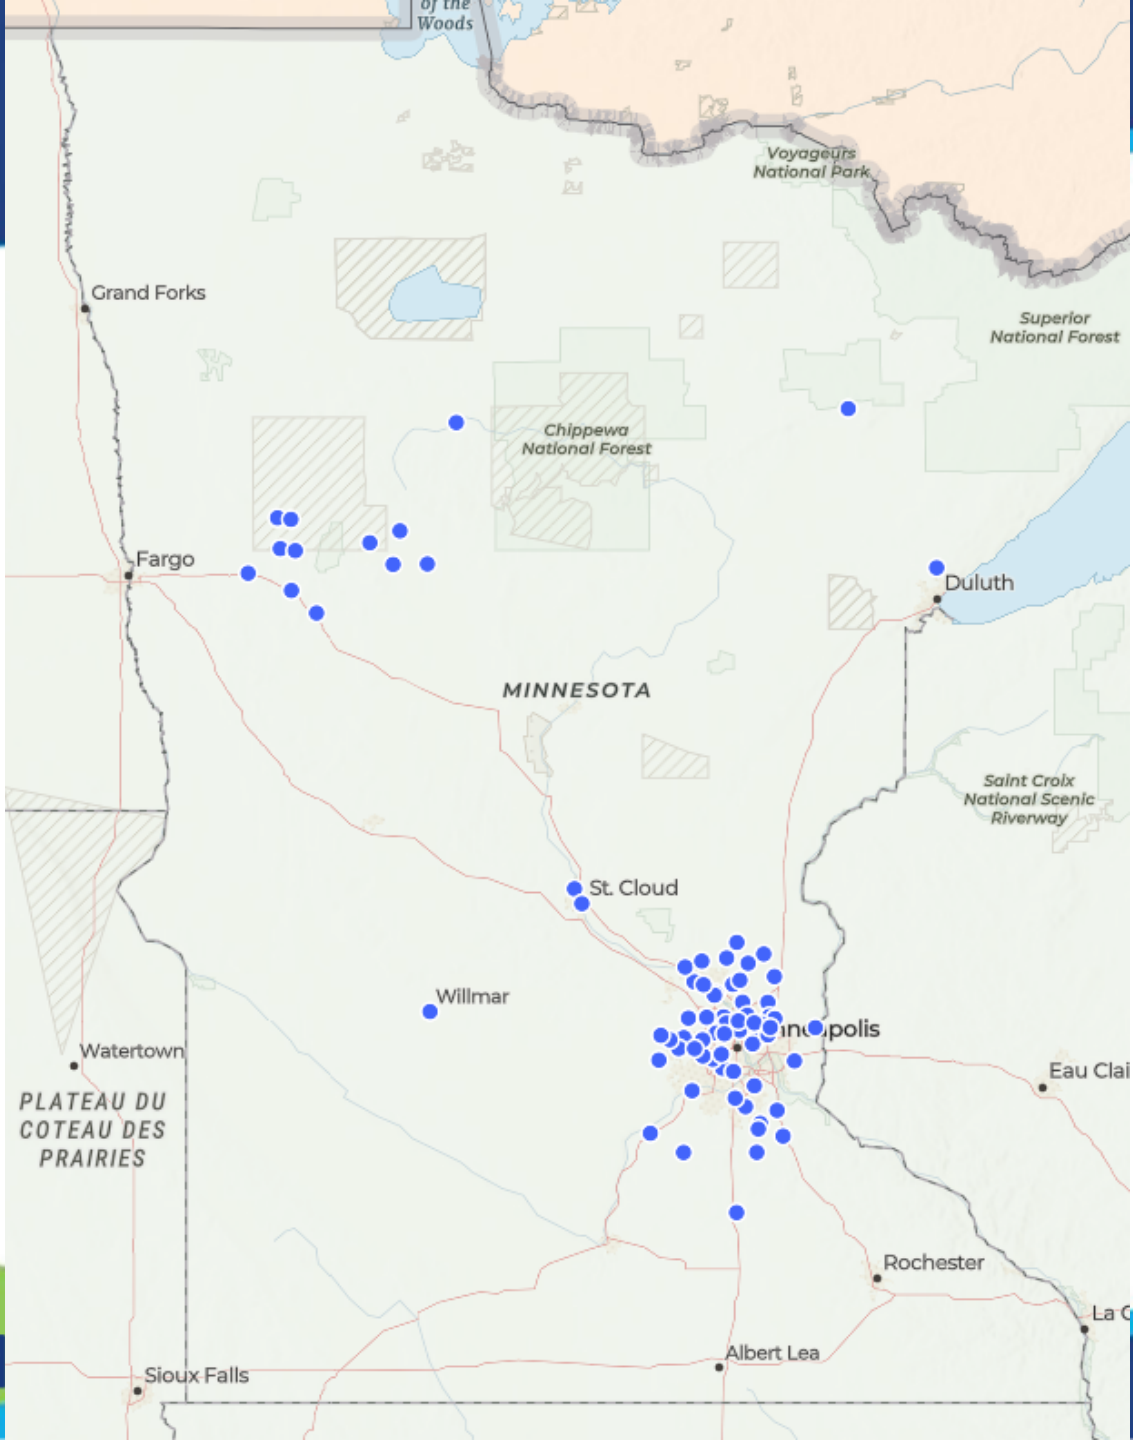 of the
Woods
Voyageurs
National Park
Grand Forks
Superior
National Forest
Chippewa
National Forest
Fargo
Duluth
MINNESOTA
Saint Croix
National Scenic
Riverway
St. Cloud
Willmar
nneapolis
Watertown
Eau Clai
PLATEAU DU
COTEAU DES
PRAIRIES
Rochester
La C
Albert Lea
Sioux Falls